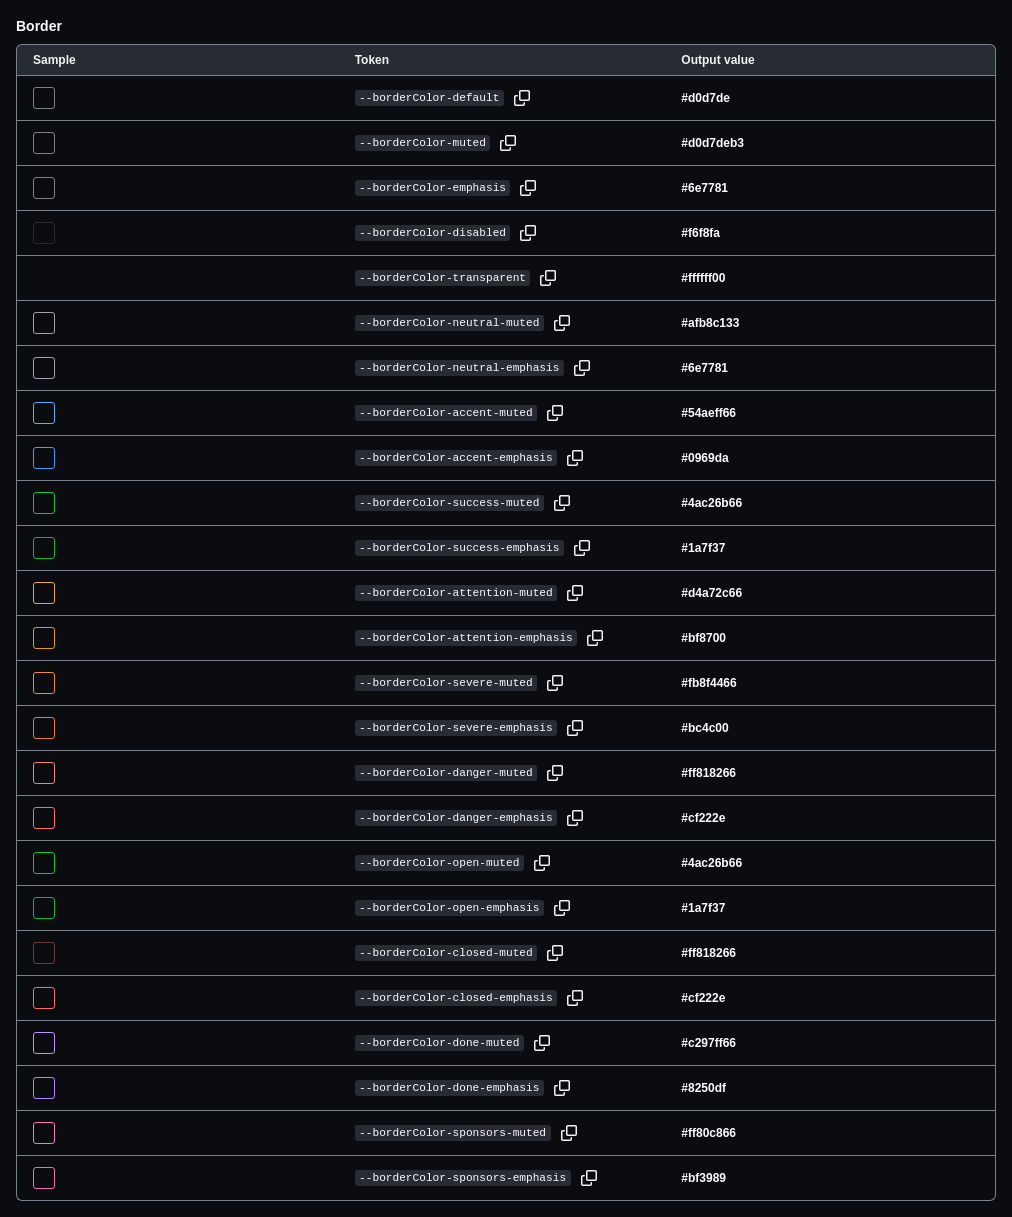 Border
Sample Token Output value
--borderColor-default #d0d7de
--borderColor-muted #d0d7deb3
--borderColor-emphasis #6e7781
--borderColor-disabled #f6f8fa
--borderColor-transparent #ffffff00
--borderColor-neutral-muted #afb8c133
--borderColor-neutral-emphasis #6e7781
--borderColor-accent-muted #54aeff66
--borderColor-accent-emphasis #0969da
--borderColor-success-muted #4ac26b66
--borderColor-success-emphasis #1a7f37
--borderColor-attention-muted #d4a72c66
--borderColor-attention-emphasis #bf8700
--borderColor-severe-muted #fb8f4466
--borderColor-severe-emphasis #bc4c00
--borderColor-danger-muted #ff818266
--borderColor-danger-emphasis #cf222e
--borderColor-open-muted #4ac26b66
--borderColor-open-emphasis #1a7f37
--borderColor-closed-muted #ff818266
--borderColor-closed-emphasis #cf222e
--borderColor-done-muted #c297ff66
--borderColor-done-emphasis #8250df
--borderColor-sponsors-muted #ff80c866
--borderColor-sponsors-emphasis #bf3989